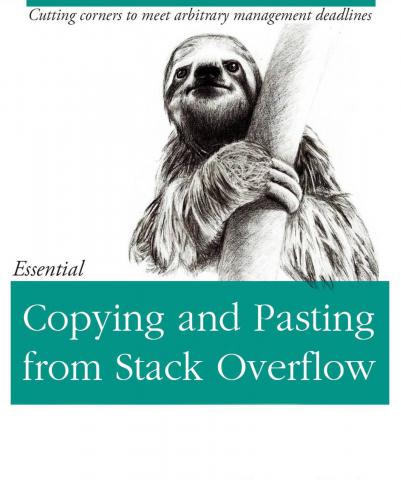 Cutting corners to meet arbitrary management deadlines
Essential
Copying and Pasting
from Stack Overflow